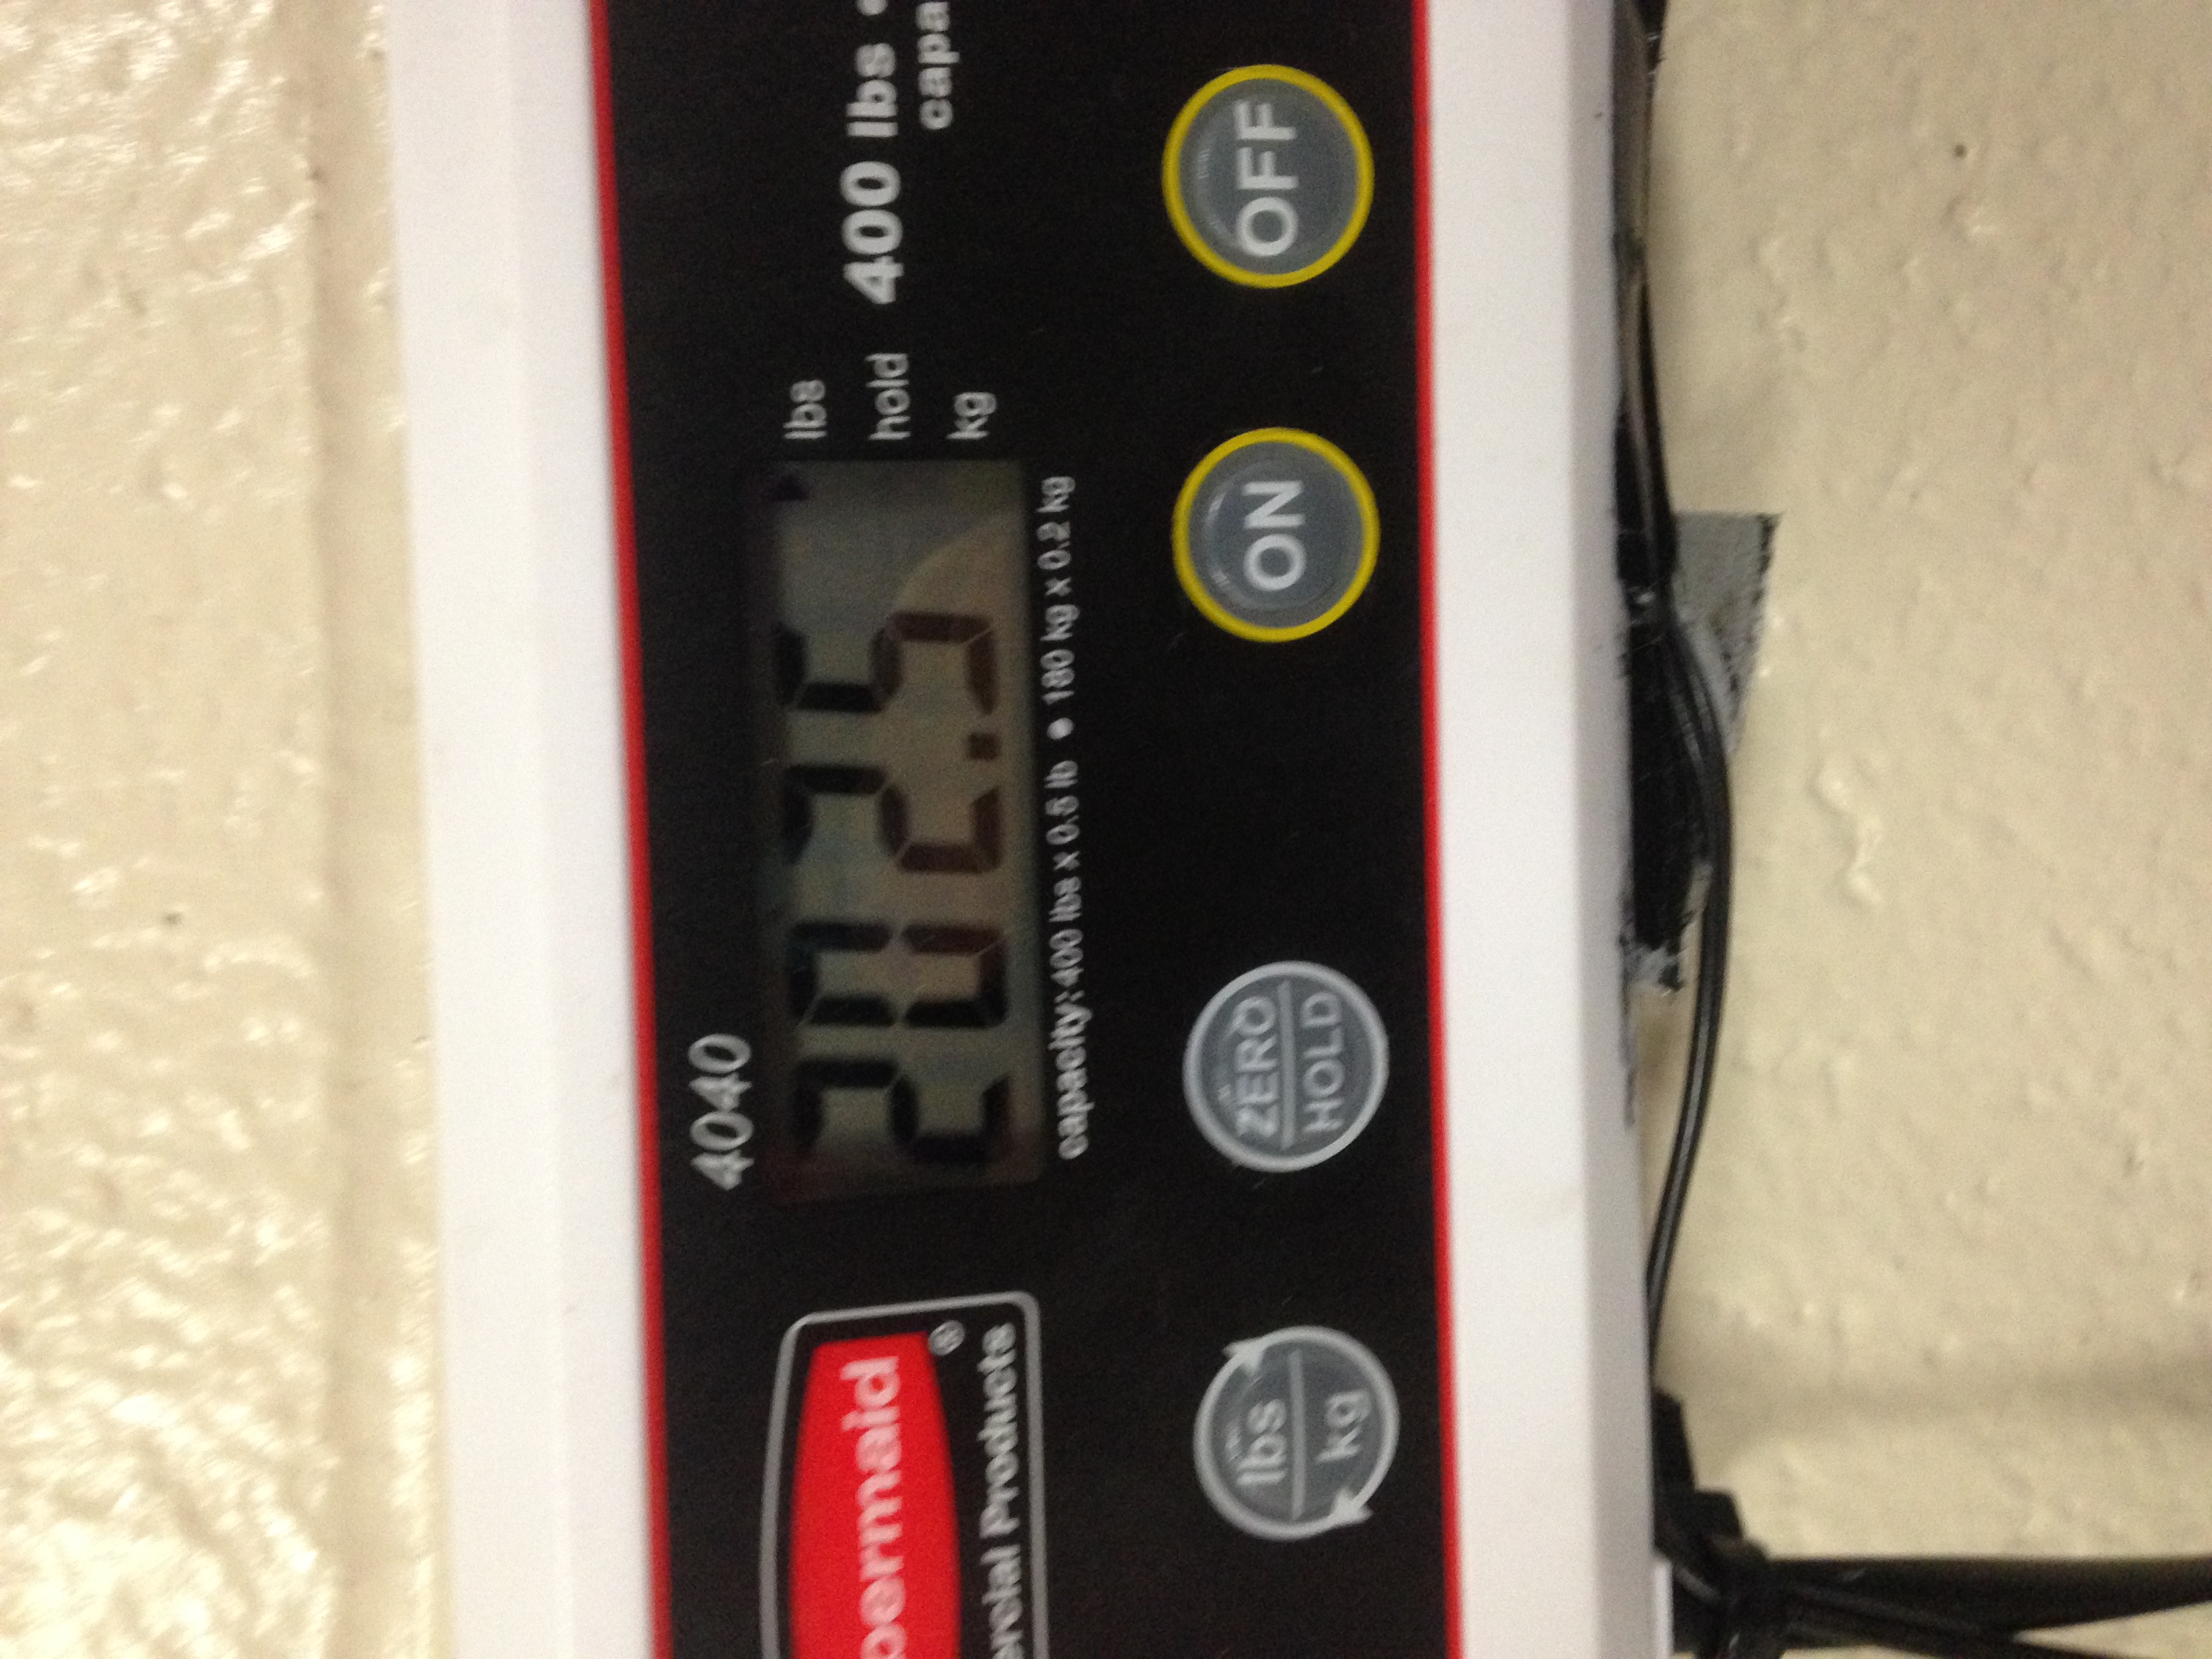 4040
202.5
lbs
hold
kg
400 lbs •
capa
bermaid
®
ercial Products
capacity: 400 lbs x 0.5 lb • 180 kg x 0.2 kg
lbs
kg
ZERO
HOLD
ON
OFF